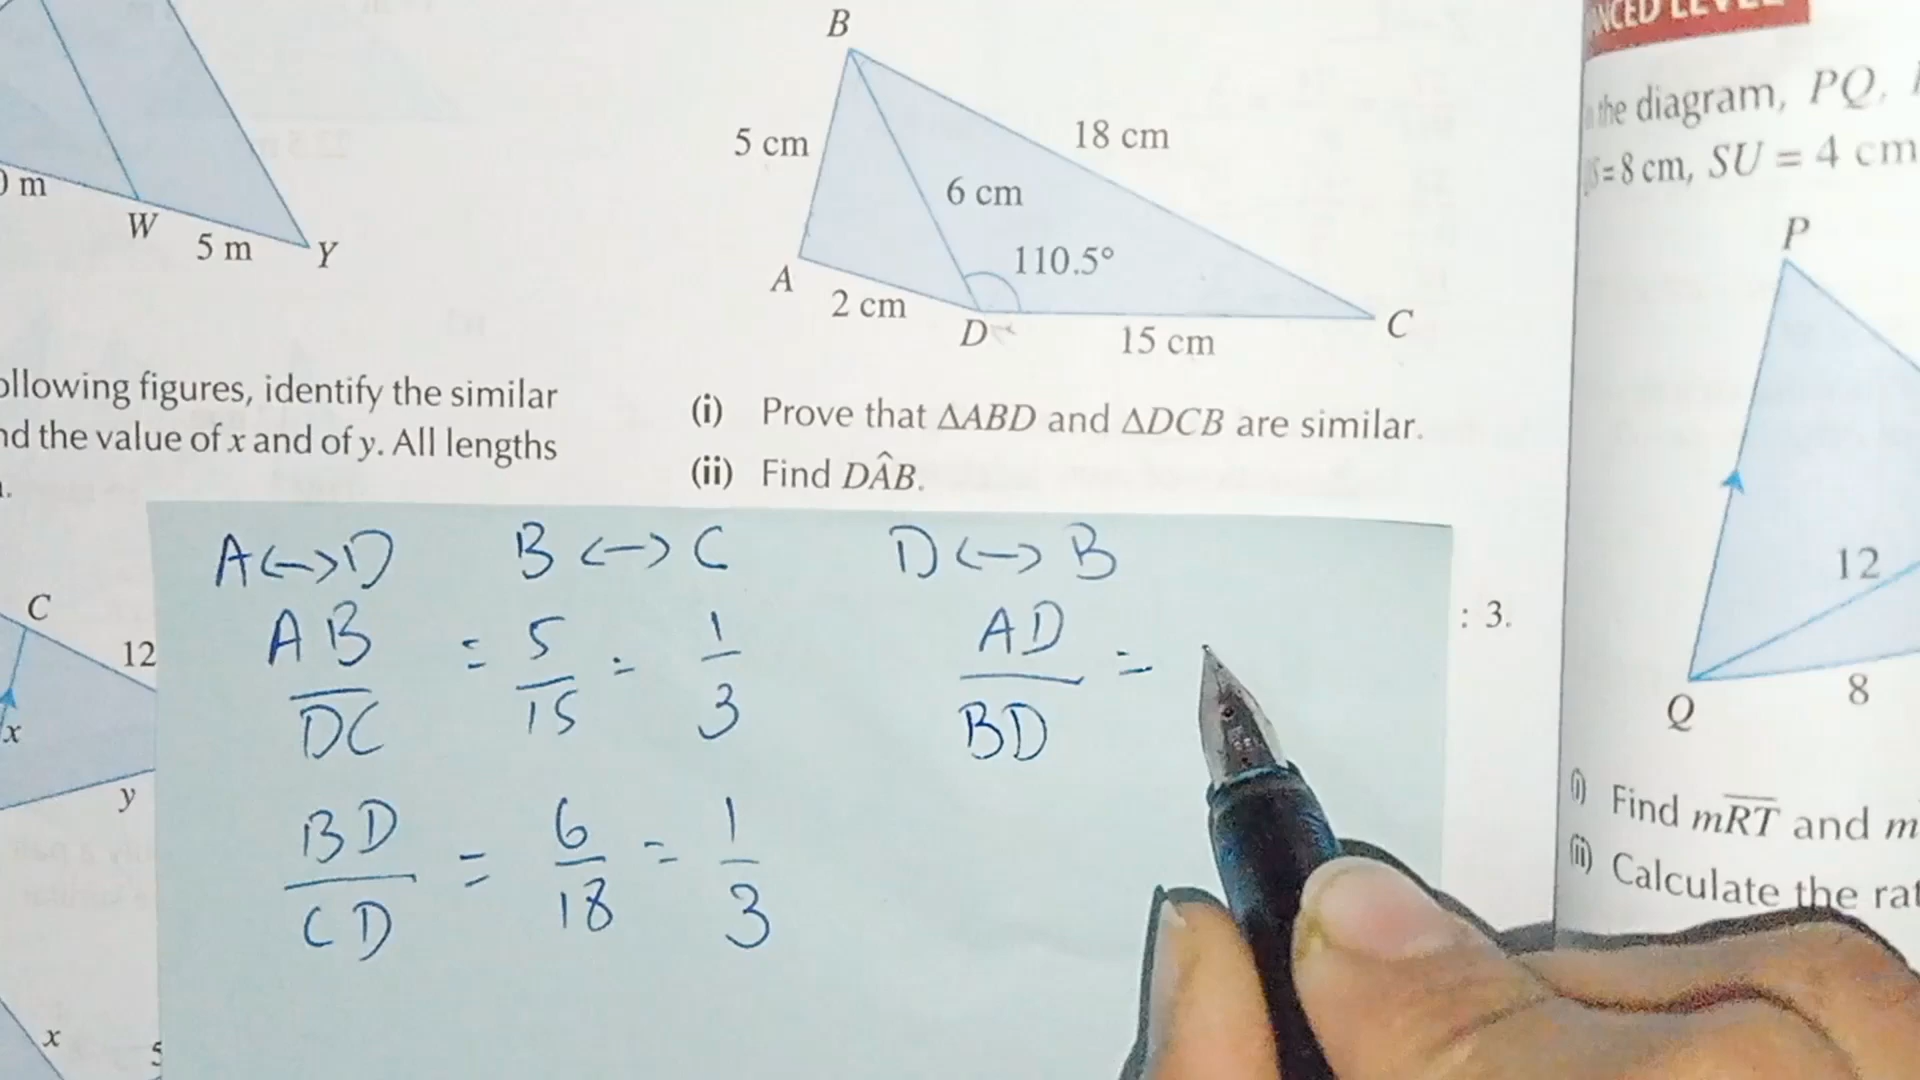 B
5 cm
18 cm
6 cm
110.5°
A
2 cm
D
15 cm
C
m
W
5 m
Y
following figures, identify the similar
the value of x and of y. All lengths
(i) Prove that ΔABD and ΔDCB are similar.
(ii) Find DÂB.
A<->D B <-> C D <-> B
AB/DC = 5/15 = 1/3 AD/BD =
BD/CD = 6/18 = 1/3
C
12
x
y
x
5
: 3.
LEVEL
the diagram, PQ,
= 8 cm, SU = 4 cm
P
12
Q
8
(i) Find mRT and m
(ii) Calculate the